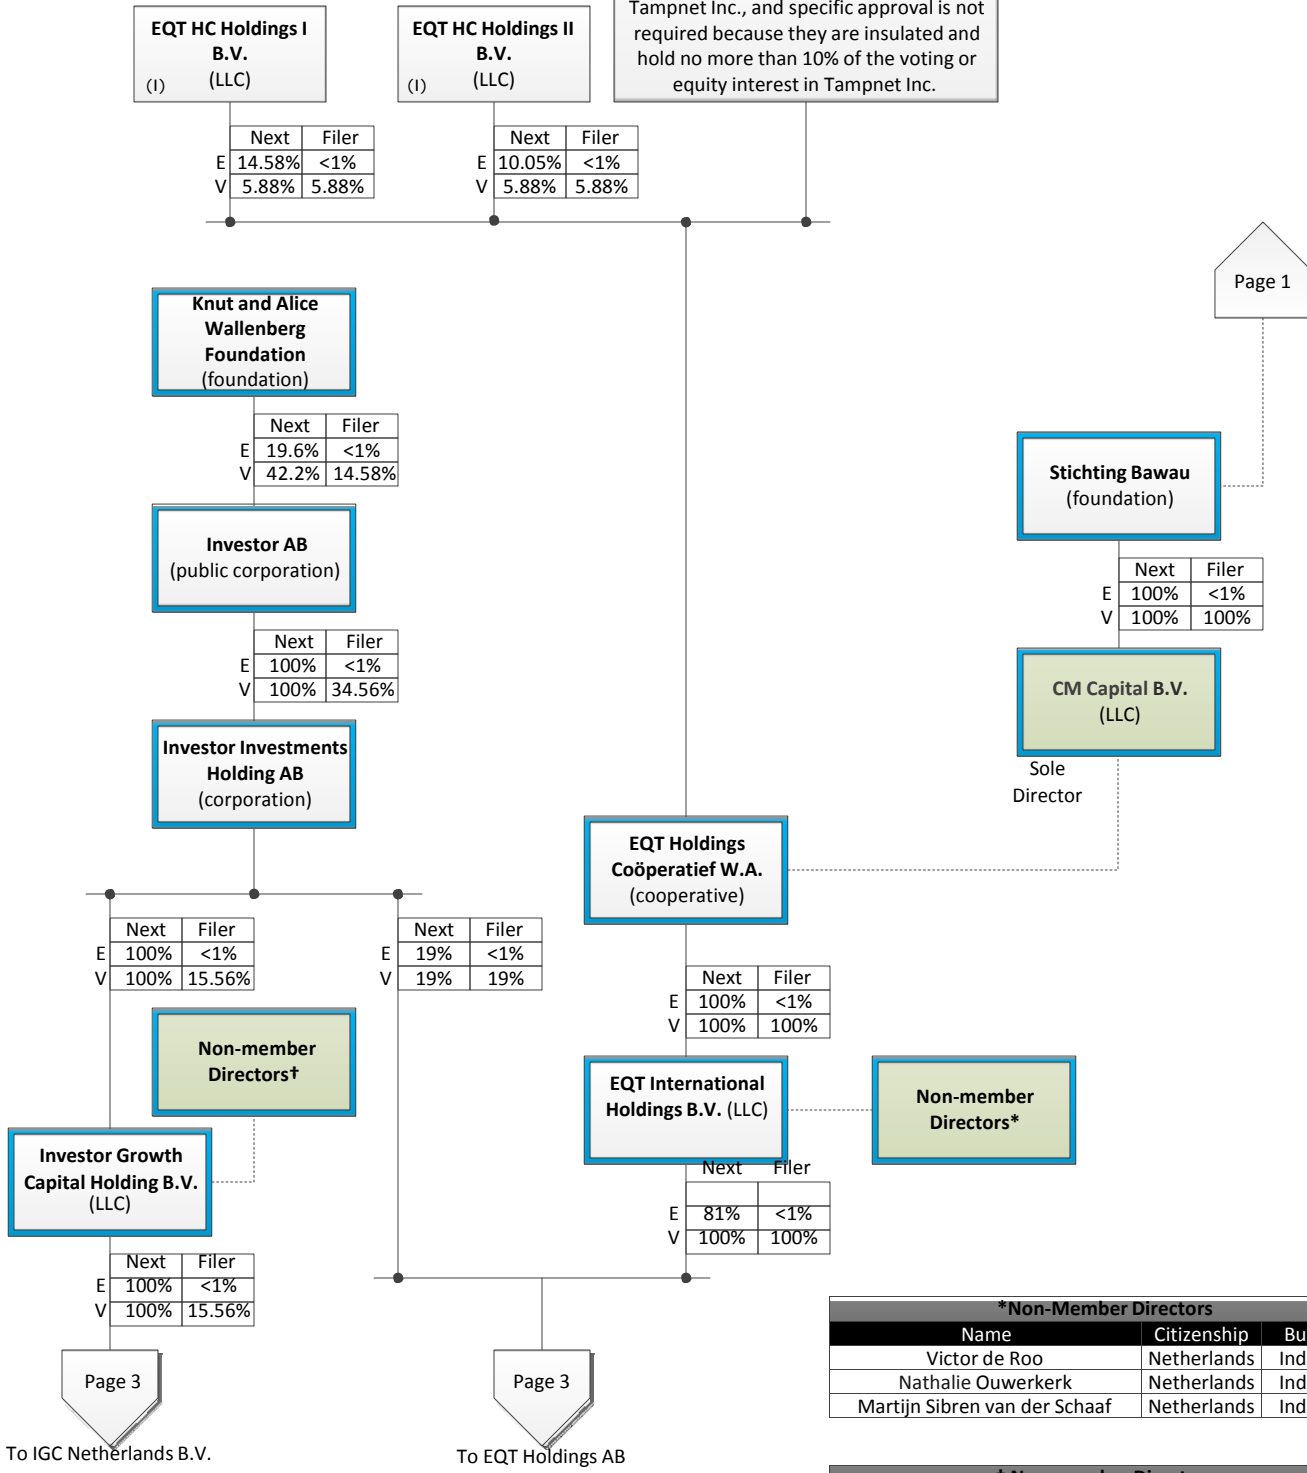 EQT HC Holdings I
B.V.
(LLC)
(I)
EQT HC Holdings II
B.V.
(LLC)
(I)
Tampnet Inc., and specific approval is not
required because they are insulated and
hold no more than 10% of the voting or
equity interest in Tampnet Inc.
Next Filer
E 14.58% <1%
V 5.88% 5.88%
Next Filer
E 10.05% <1%
V 5.88% 5.88%
Page 1
Knut and Alice
Wallenberg
Foundation
(foundation)
Next Filer
E 19.6% <1%
V 42.2% 14.58%
Stichting Bawau
(foundation)
Investor AB
(public corporation)
Next Filer
E 100% <1%
V 100% 100%
Next Filer
E 100% <1%
V 100% 34.56%
CM Capital B.V.
(LLC)
Sole
Director
Investor Investments
Holding AB
(corporation)
EQT Holdings
Coöperatief W.A.
(cooperative)
Next Filer
E 100% <1%
V 100% 15.56%
Next Filer
E 19% <1%
V 19% 19%
Next Filer
E 100% <1%
V 100% 100%
Non-member
Directors†
EQT International
Holdings B.V. (LLC)
Non-member
Directors*
Investor Growth
Capital Holding B.V.
(LLC)
Next Filer
E 81% <1%
V 100% 100%
Next Filer
E 100% <1%
V 100% 15.56%
Page 3
To IGC Netherlands B.V.
Page 3
To EQT Holdings AB
*Non-Member Directors
Name Citizenship Bu
Victor de Roo Netherlands Ind
Nathalie Ouwerkerk Netherlands Ind
Martijn Sibren van der Schaaf Netherlands Ind